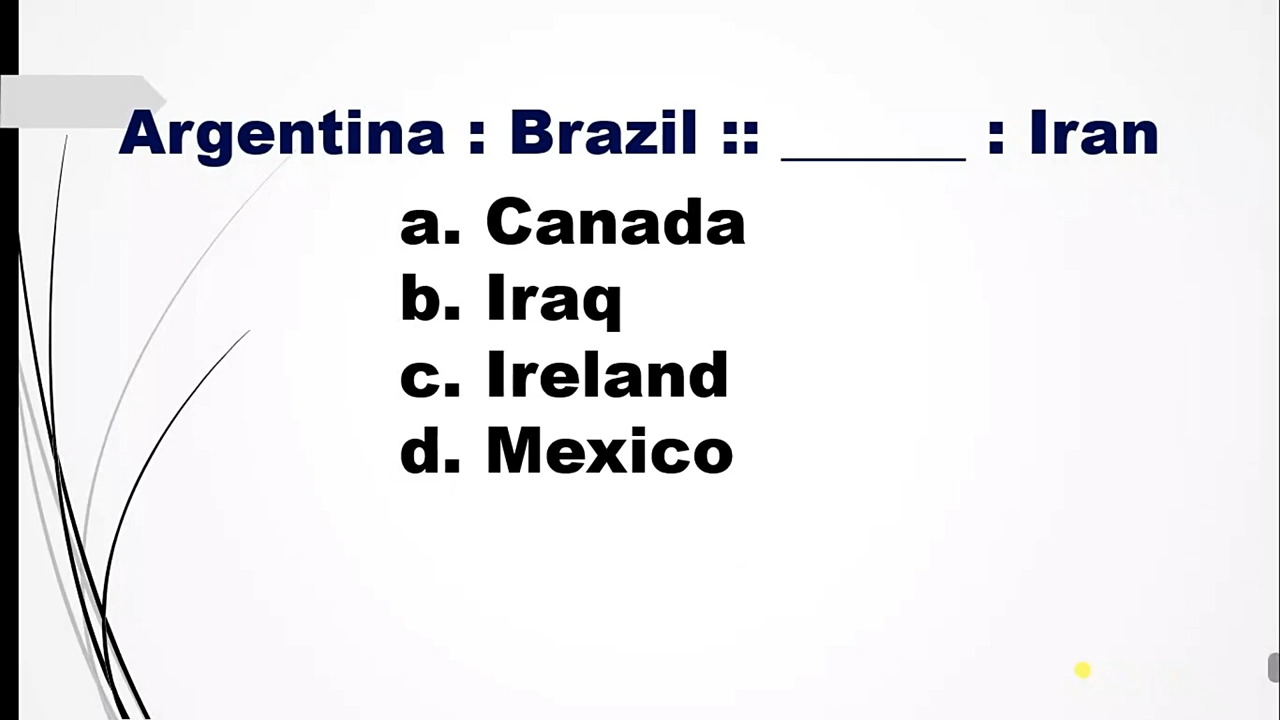 Argentina : Brazil :: ______ : Iran
a. Canada
b. Iraq
c. Ireland
d. Mexico